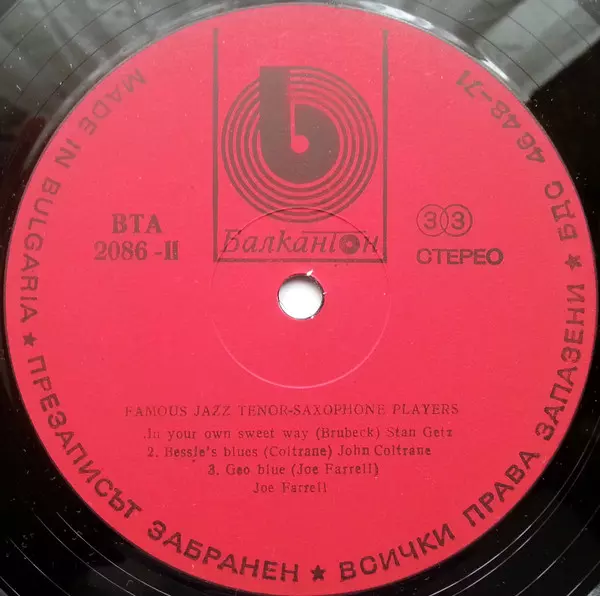 Балкантон
ВТА
2086 -II
33
СТЕРЕО
FAMOUS JAZZ TENOR-SAXOPHONE PLAYERS
.In your own sweet way (Brubeck) Stan Getz
2. Bessie's blues (Coltrane) John Coltrane
3. Geo blue (Joe Farrell)
Joe Farrell
MADE IN BULGARIA ★ ПРЕЗАПИСЪТ ЗАБРАНЕН ★ ВСИЧКИ ПРАВА ЗАПАЗЕНИ ★ БДС 4648-71